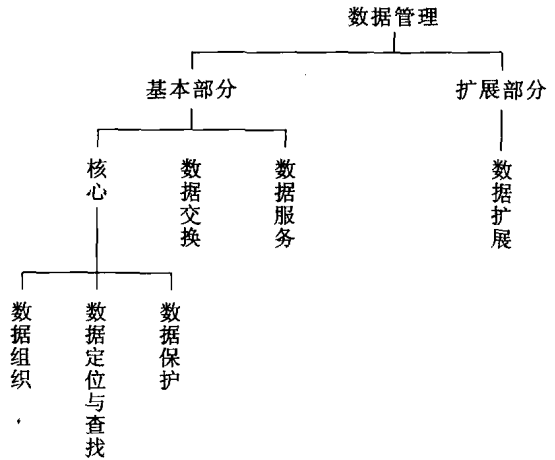 数据管理
基本部分
扩展部分
核心
数据交换
数据服务
数据扩展
数据组织
数据定位与查找
数据保护